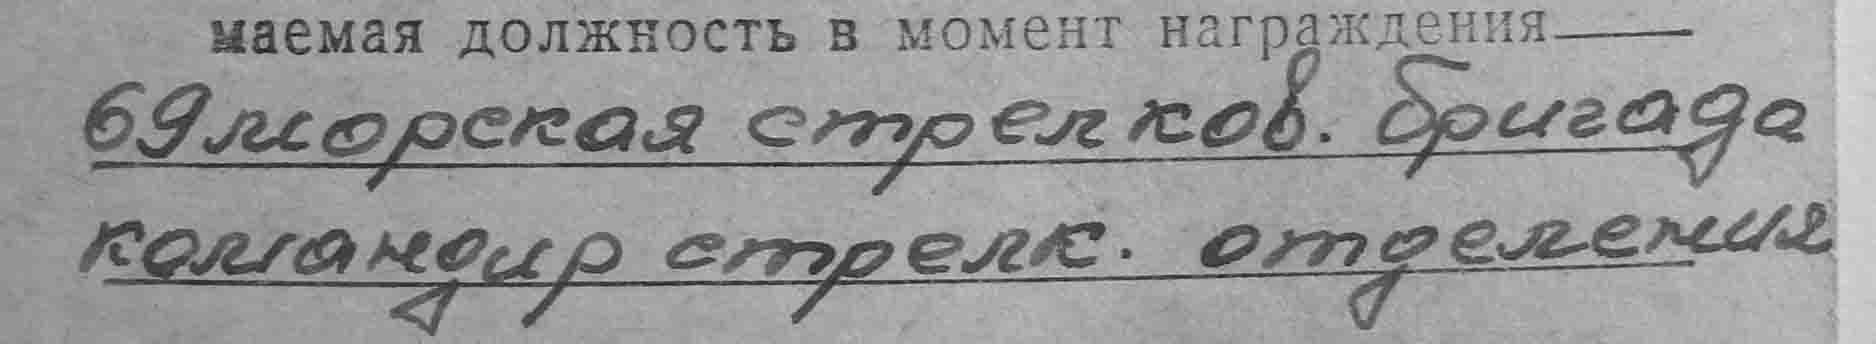 маемая должность в момент награждения
69 морская стрелков. бригада
командир стрелк. отделения